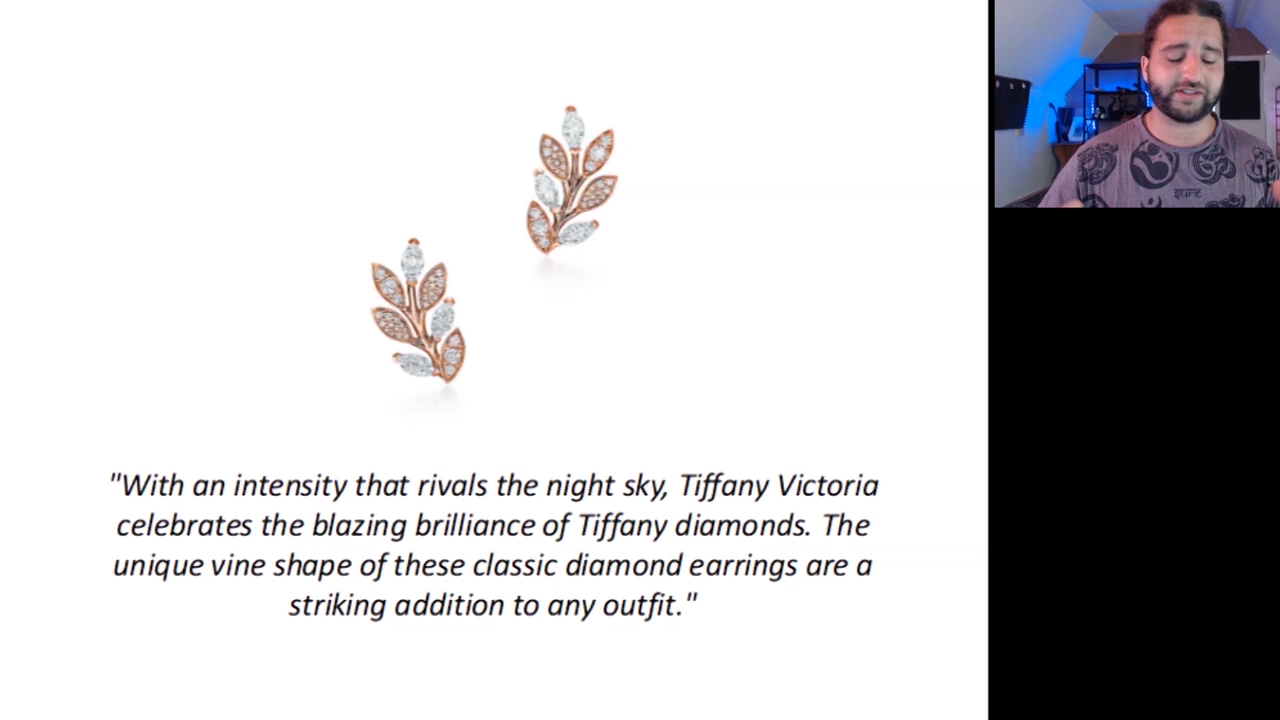 "With an intensity that rivals the night sky, Tiffany Victoria
celebrates the blazing brilliance of Tiffany diamonds. The
unique vine shape of these classic diamond earrings are a
striking addition to any outfit."